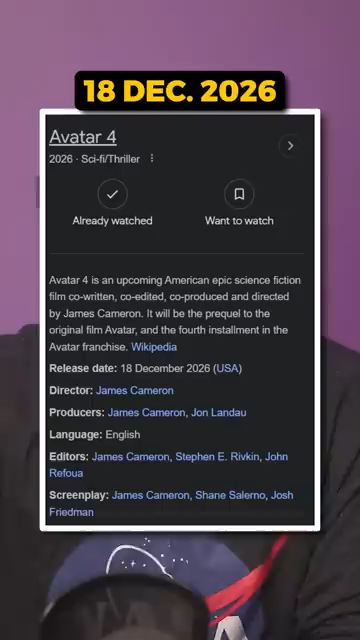 18 DEC. 2026
Avatar 4
2026 · Sci-fi/Thriller
Already watched
Want to watch
Avatar 4 is an upcoming American epic science fiction
film co-written, co-edited, co-produced and directed
by James Cameron. It will be the prequel to the
original film Avatar, and the fourth installment in the
Avatar franchise. Wikipedia
Release date: 18 December 2026 (USA)
Director: James Cameron
Producers: James Cameron, Jon Landau
Language: English
Editors: James Cameron, Stephen E. Rivkin, John
Refoua
Screenplay: James Cameron, Shane Salerno, Josh
Friedman